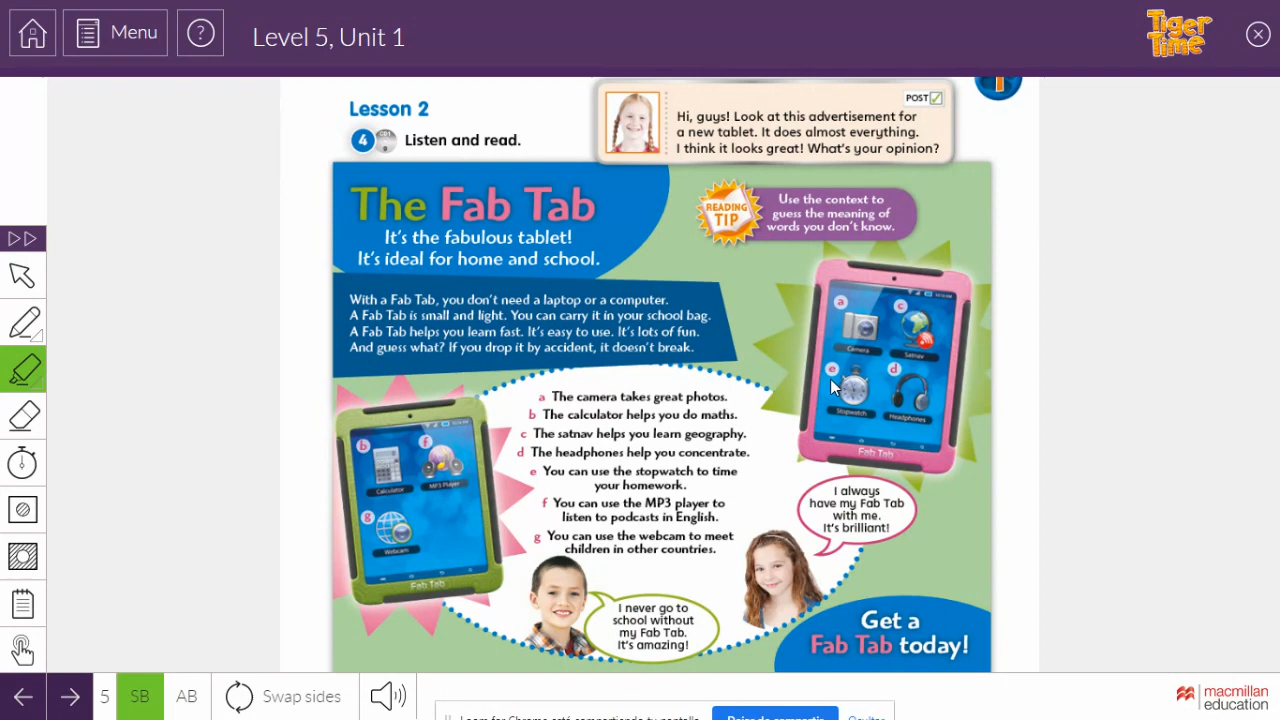 Menu
?
Level 5, Unit 1
Tiger
Time
Lesson 2
4 CD1 Listen and read.
POST
Hi, guys! Look at this advertisement for
a new tablet. It does almost everything.
I think it looks great! What's your opinion?
The Fab Tab
It's the fabulous tablet!
It's ideal for home and school.
READING
TIP
Use the context to
guess the meaning of
words you don't know.
With a Fab Tab, you don't need a laptop or a computer.
A Fab Tab is small and light. You can carry it in your school bag.
A Fab Tab helps you learn fast. It's easy to use. It's lots of fun.
And guess what? If you drop it by accident, it doesn't break.
a
Camera
c
Satnav
e
Stopwatch
d
Headphones
Fab Tab
a The camera takes great photos.
b The calculator helps you do maths.
c The satnav helps you learn geography.
d The headphones help you concentrate.
e You can use the stopwatch to time
your homework.
f You can use the MP3 player to
listen to podcasts in English.
g You can use the webcam to meet
children in other countries.
b
Calculator
f
MP3 Player
g
Webcam
Fab Tab
I always
have my Fab Tab
with me.
It's brilliant!
I never go to
school without
my Fab Tab.
It's amazing!
Get a
Fab Tab today!
5
SB
AB
Swap sides
macmillan
education